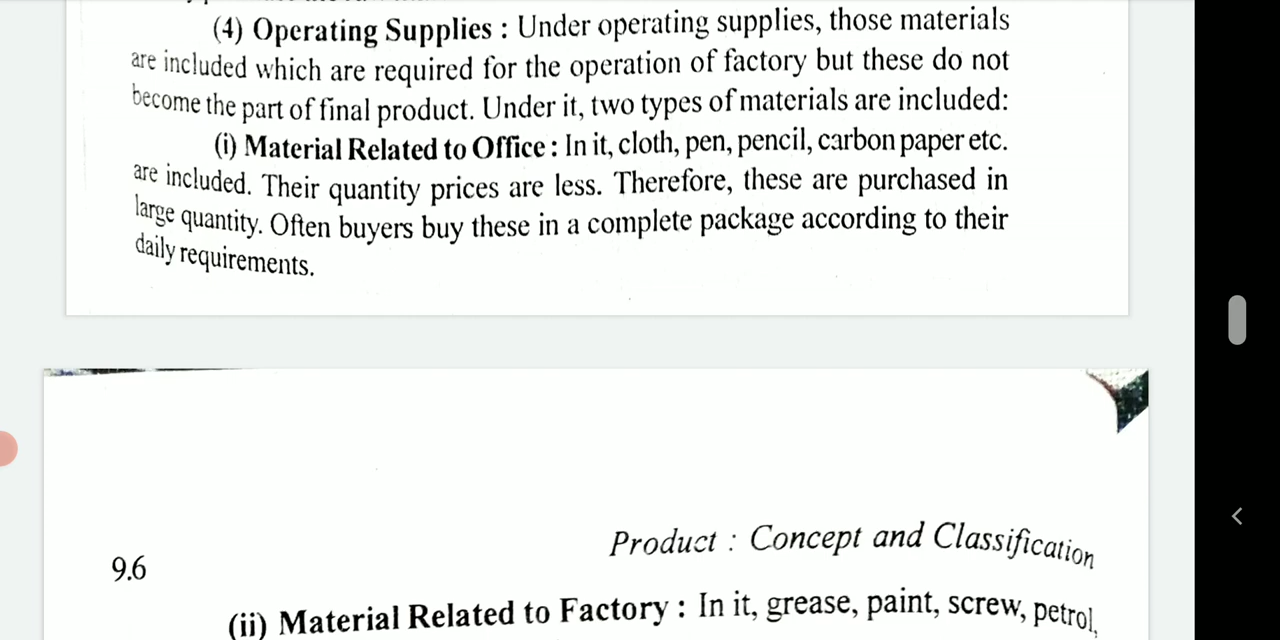 (4) Operating Supplies : Under operating supplies, those materials
are included which are required for the operation of factory but these do not
become the part of final product. Under it, two types of materials are included:
(i) Material Related to Office : In it, cloth, pen, pencil, carbon paper etc.
are included. Their quantity prices are less. Therefore, these are purchased in
large quantity. Often buyers buy these in a complete package according to their
daily requirements.
9.6
Product : Concept and Classification
(ii) Material Related to Factory : In it, grease, paint, screw, petrol,